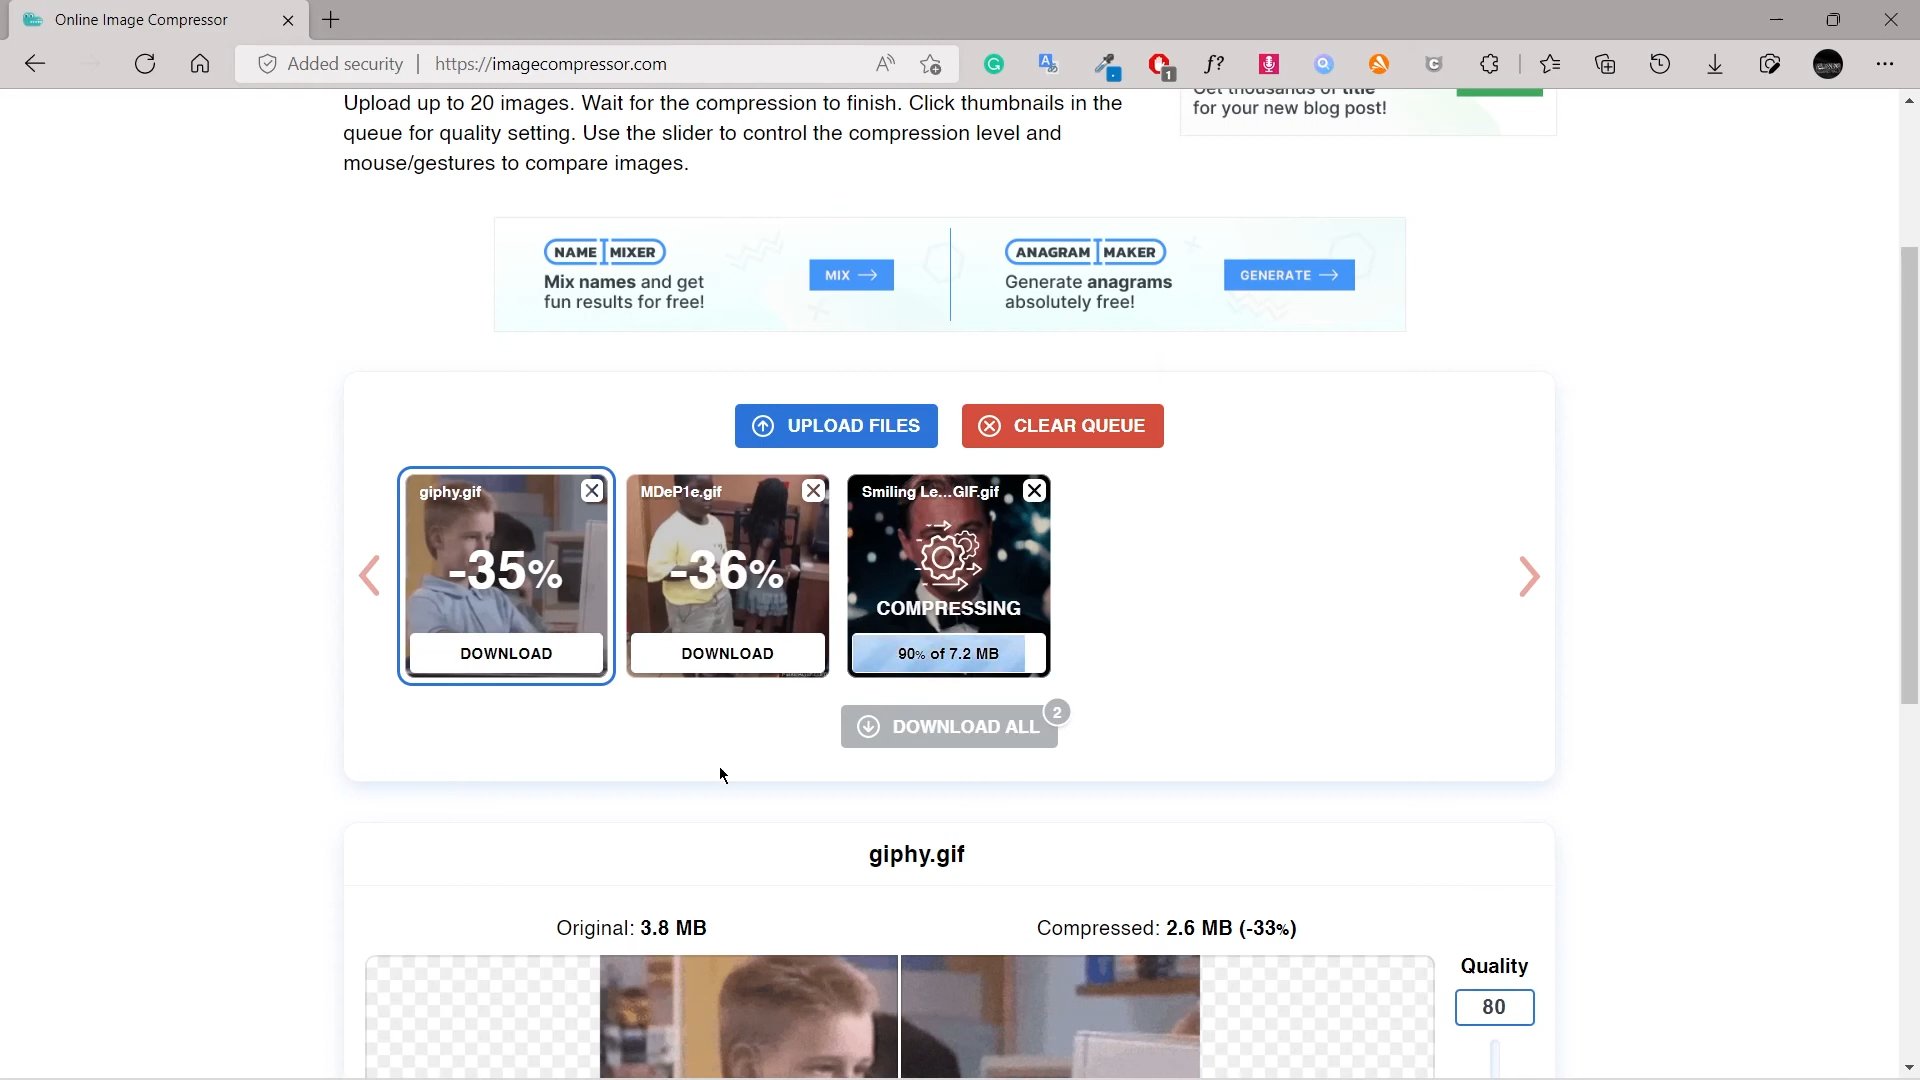 Online Image Compressor
Added security
https://imagecompressor.com
1
f?
Upload up to 20 images. Wait for the compression to finish. Click thumbnails in the
queue for quality setting. Use the slider to control the compression level and
mouse/gestures to compare images.
Get thousands of title
for your new blog post!
NAME MIXER
Mix names and get
fun results for free!
MIX
ANAGRAM MAKER
Generate anagrams
absolutely free!
GENERATE
UPLOAD FILES
CLEAR QUEUE
giphy.gif
-35%
DOWNLOAD
MDeP1e.gif
-36%
DOWNLOAD
Smiling Le...GIF.gif
COMPRESSING
90% of 7.2 MB
DOWNLOAD ALL
2
giphy.gif
Original: 3.8 MB
Compressed: 2.6 MB (-33%)
Quality
80